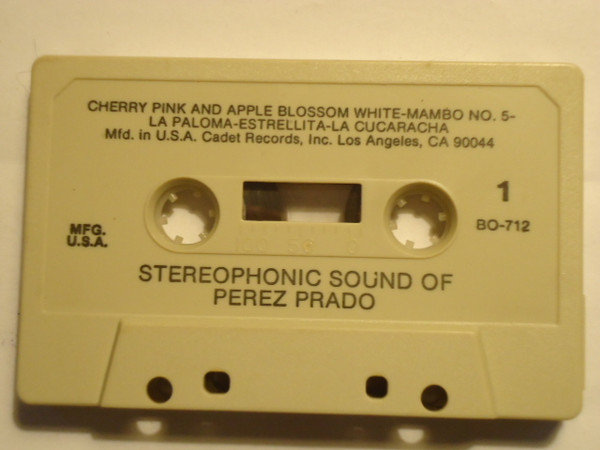 CHERRY PINK AND APPLE BLOSSOM WHITE-MAMBO NO. 5-
LA PALOMA-ESTRELLITA-LA CUCARACHA
Mfd. in U.S.A. Cadet Records, Inc. Los Angeles, CA 90044
1
MFG.
U.S.A.
BO-712
STEREOPHONIC SOUND OF
PEREZ PRADO